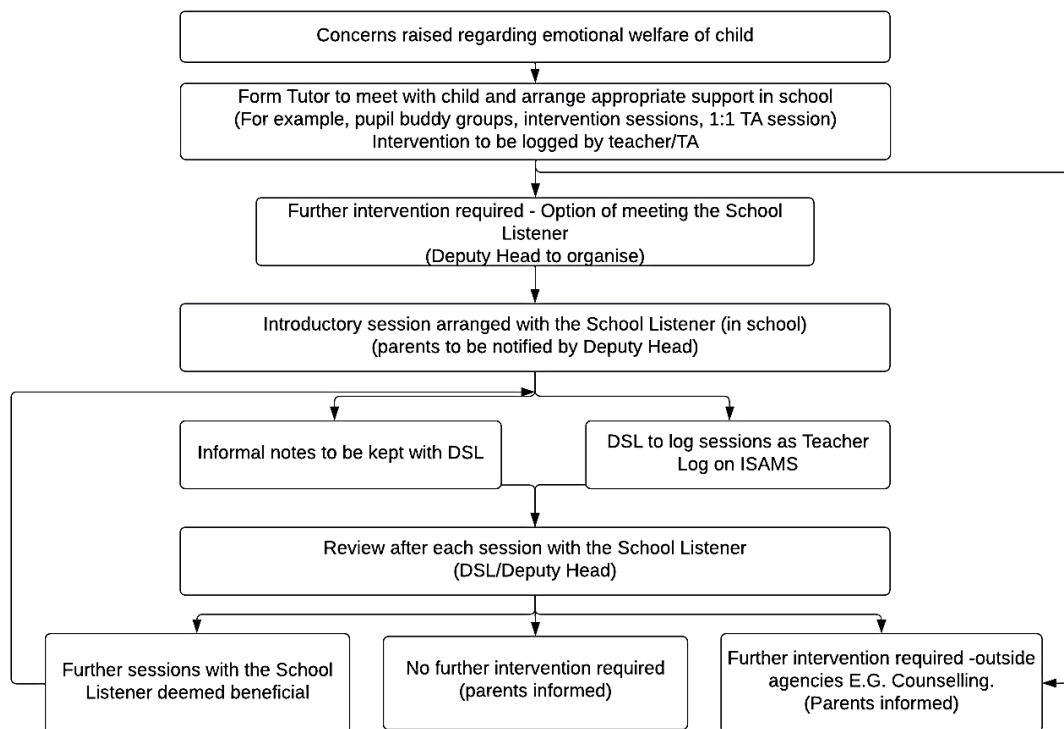 Concerns raised regarding emotional welfare of child
Form Tutor to meet with child and arrange appropriate support in school
(For example, pupil buddy groups, intervention sessions, 1:1 TA session)
Intervention to be logged by teacher/TA
Further intervention required - Option of meeting the School
Listener
(Deputy Head to organise)
Introductory session arranged with the School Listener (in school)
(parents to be notified by Deputy Head)
Informal notes to be kept with DSL
DSL to log sessions as Teacher
Log on ISAMS
Review after each session with the School Listener
(DSL/Deputy Head)
Further sessions with the School
Listener deemed beneficial
No further intervention required
(parents informed)
Further intervention required -outside
agencies E.G. Counselling.
(Parents informed)